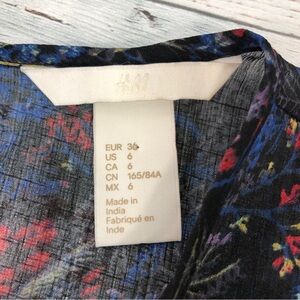 H&M
EUR 36
US 6
CA 6
CN 165/84A
MX 6
Made in
India
Fabriqué en
Inde